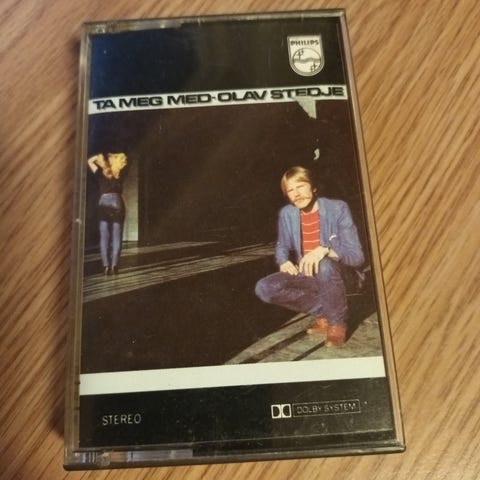 PHILIPS
TA MEG MED-OLAV STEDJE
STEREO
DOLBY SYSTEM